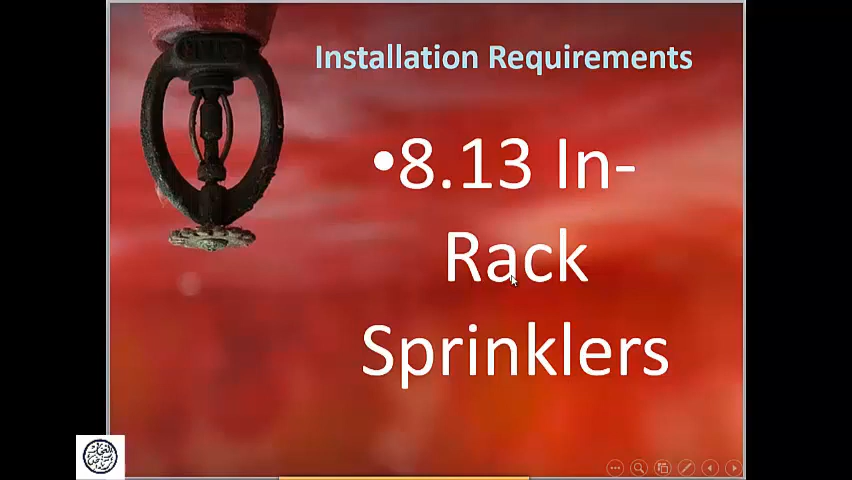 Installation Requirements
•8.13 In-
Rack
Sprinklers